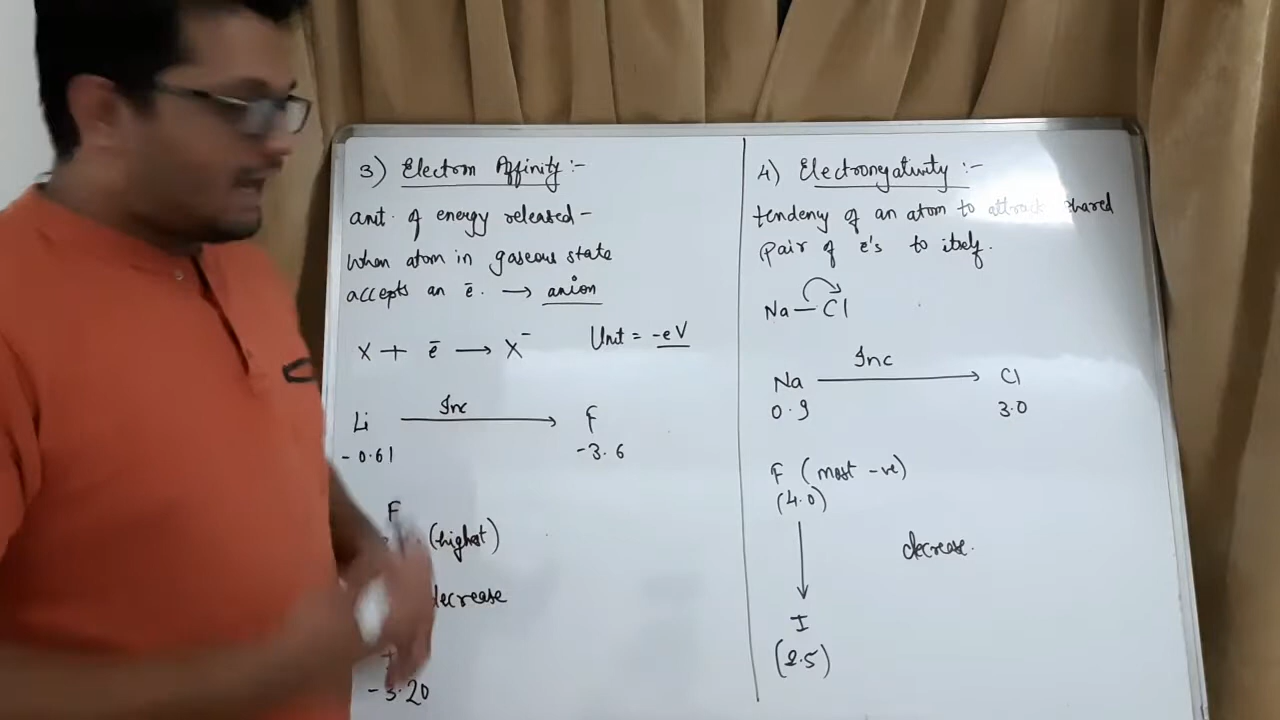 3) Electron Affinity :-
amt. of energy released -
When atom in gaseous state
accepts an ē. → anion
X + ē → X⁻ Unit = -eV
Li Inc → F
-0.61 -3.6
F
(highest)
decrease
-3.20
4) Electronegativity :-
tendeny of an atom to attract shared
Pair of ē's to itself.
Na — Cl
Na Inc → Cl
0.9 3.0
F (most -ve)
(4.0)
decrease.
I
(2.5)